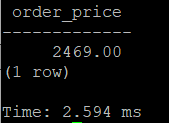 order_price
-------------
2469.00
(1 row)
Time: 2.594 ms